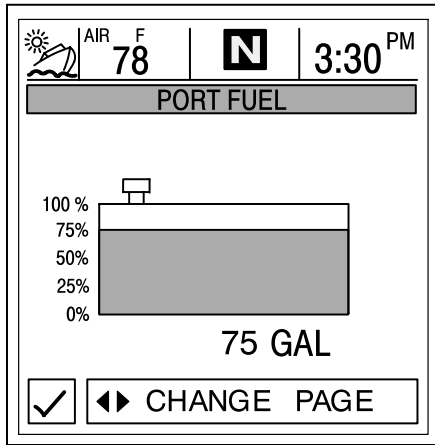 AIR F 78 N 3:30 PM
PORT FUEL
100 %
75%
50%
25%
0%
75 GAL
CHANGE PAGE